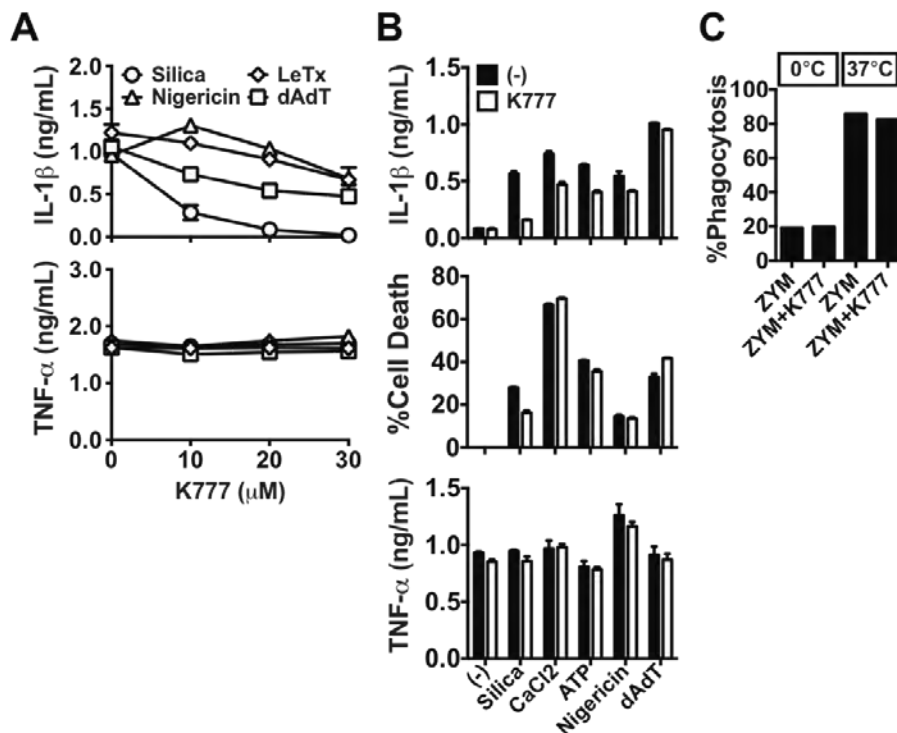 A
B
C
Silica
LeTx
Nigericin
dAdT
IL-1β (ng/mL)
2.0
1.5
1.0
0.5
0.0
TNF-α (ng/mL)
3.0
2.0
1.0
0.0
0
10
20
30
K777 (μM)
(-)
K777
IL-1β (ng/mL)
1.5
1.0
0.5
0.0
%Cell Death
80
60
40
20
0
TNF-α (ng/mL)
1.5
1.0
0.5
0.0
(-)
Silica
CaCl2
ATP
Nigericin
dAdT
0°C
37°C
%Phagocytosis
100
80
60
40
20
0
ZYM
ZYM+K777
ZYM
ZYM+K777